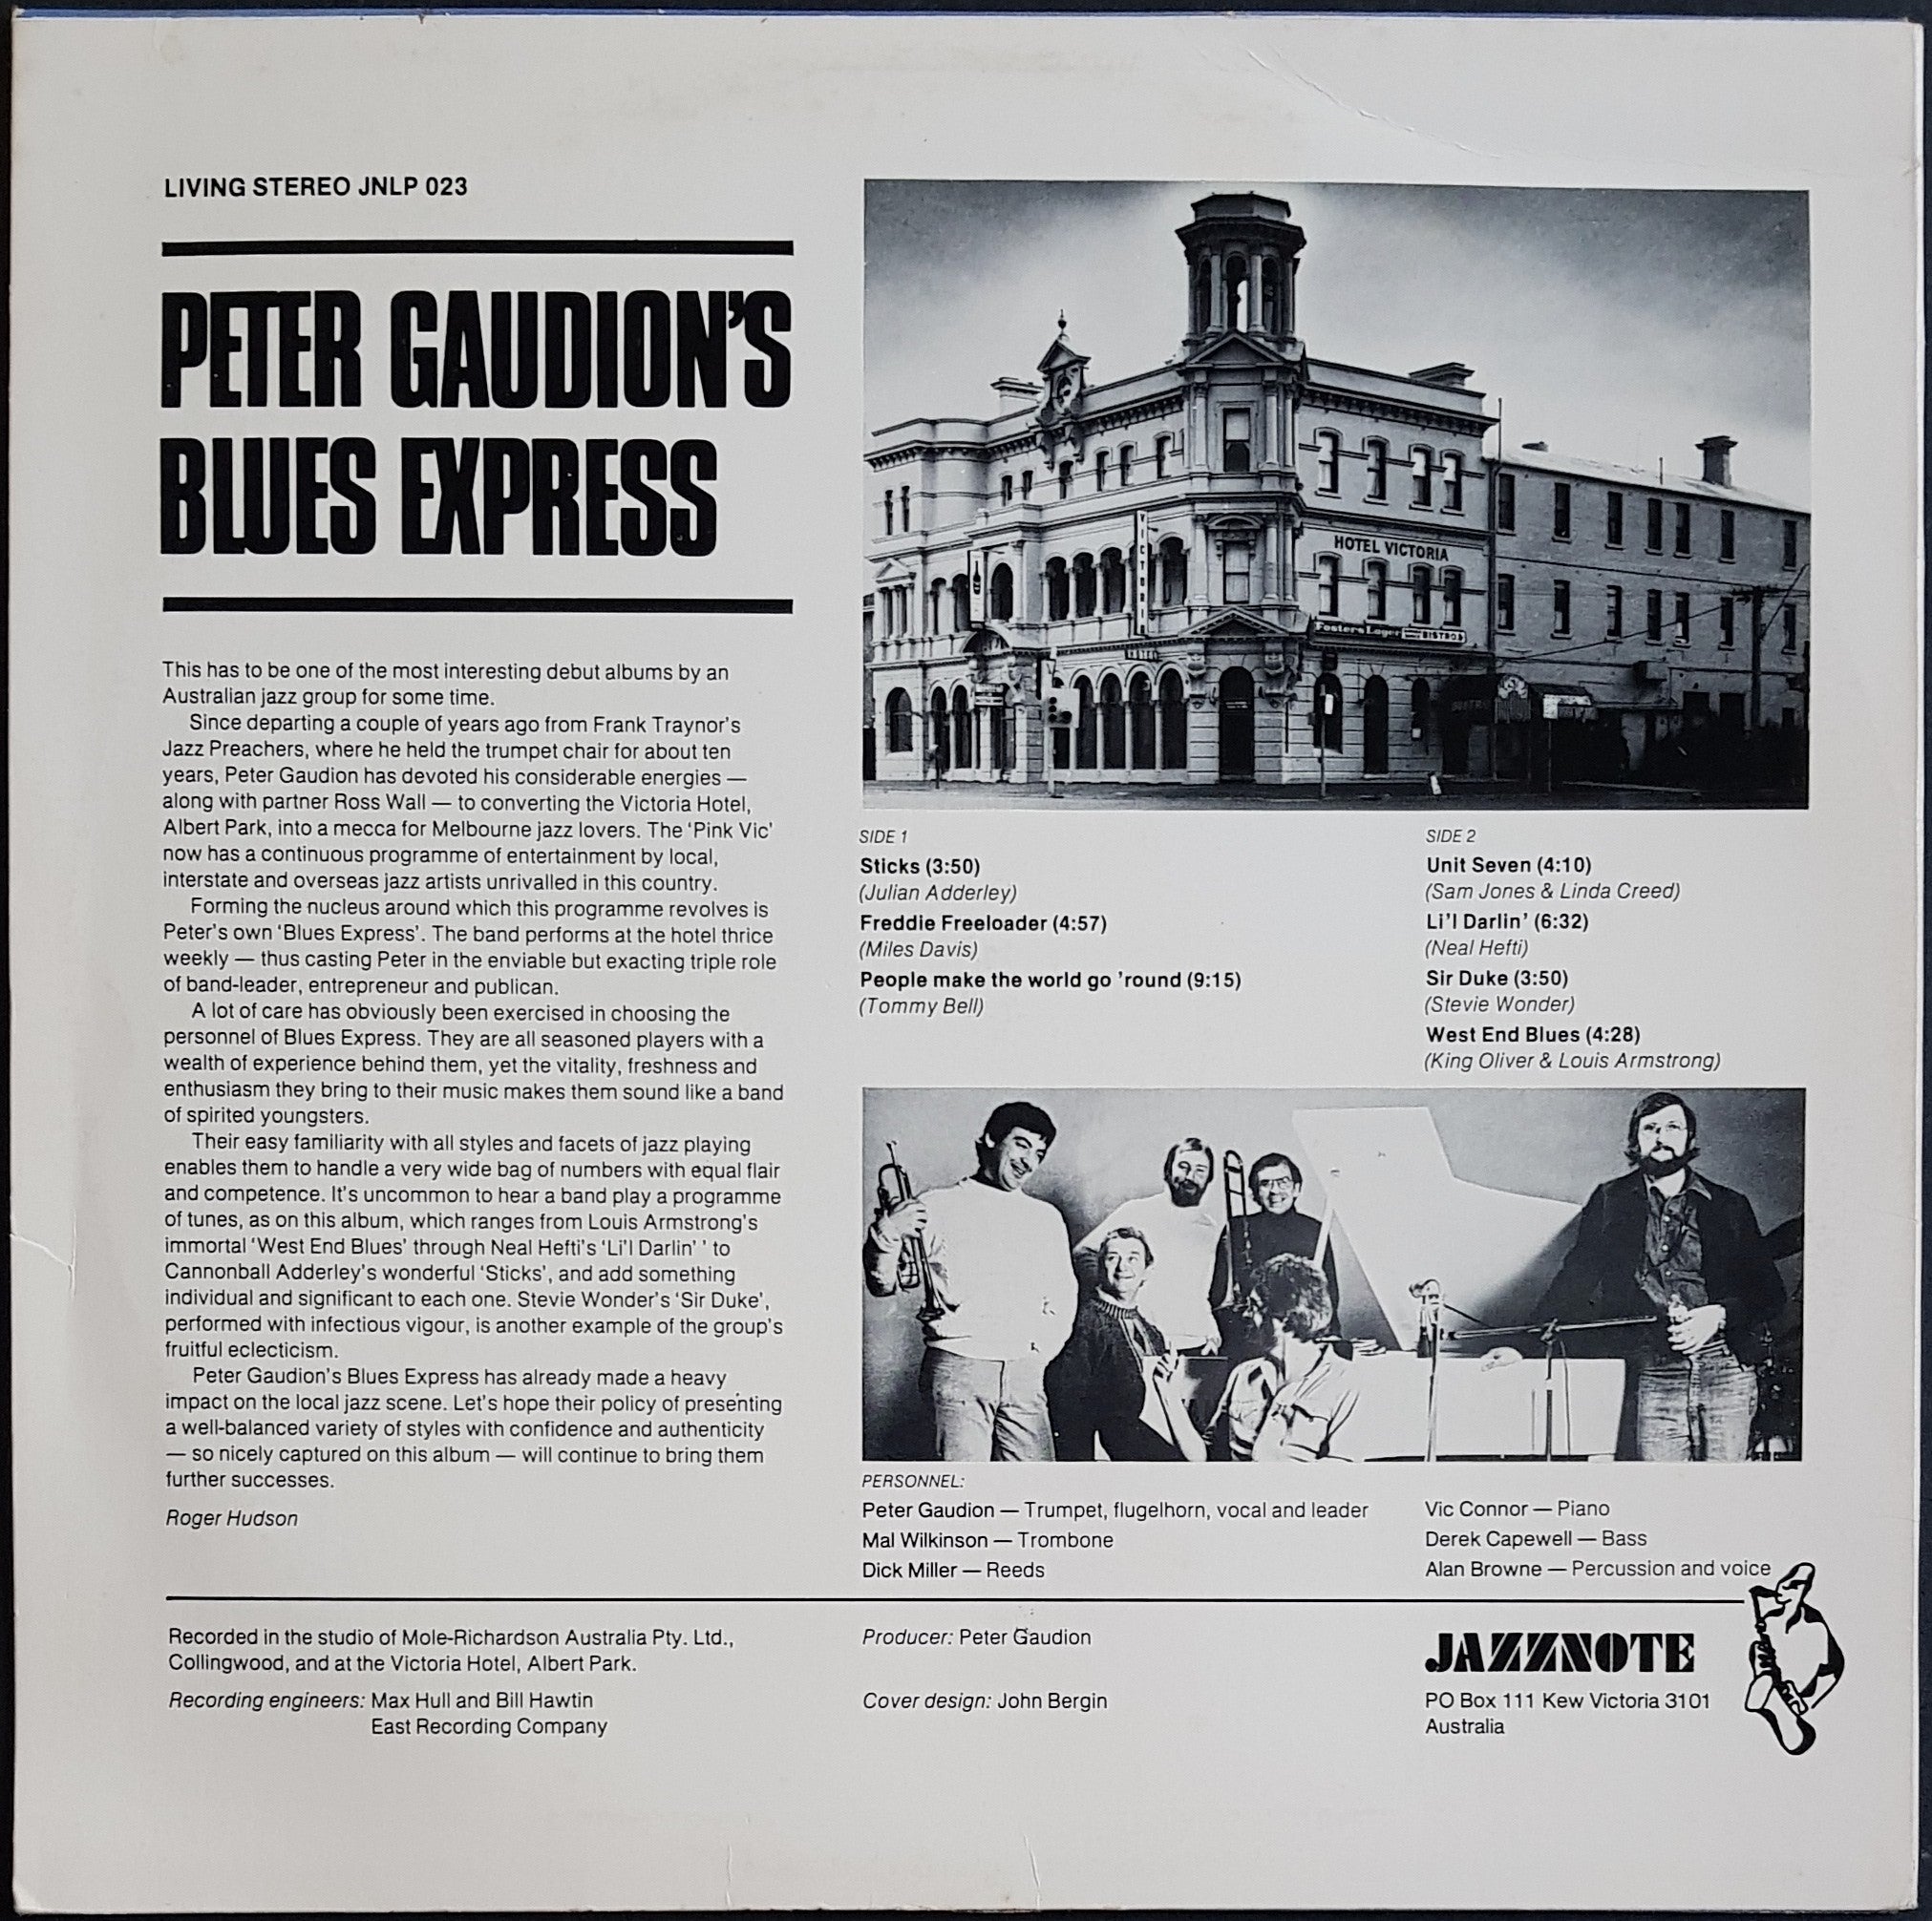 LIVING STEREO JNLP 023
PETER GAUDION'S
BLUES EXPRESS
This has to be one of the most interesting debut albums by an
Australian jazz group for some time.
Since departing a couple of years ago from Frank Traynor's
Jazz Preachers, where he held the trumpet chair for about ten
years, Peter Gaudion has devoted his considerable energies —
along with partner Ross Wall — to converting the Victoria Hotel,
Albert Park, into a mecca for Melbourne jazz lovers. The 'Pink Vic'
now has a continuous programme of entertainment by local,
interstate and overseas jazz artists unrivalled in this country.
Forming the nucleus around which this programme revolves is
Peter's own 'Blues Express'. The band performs at the hotel thrice
weekly — thus casting Peter in the enviable but exacting triple role
of band-leader, entrepreneur and publican.
A lot of care has obviously been exercised in choosing the
personnel of Blues Express. They are all seasoned players with a
wealth of experience behind them, yet the vitality, freshness and
enthusiasm they bring to their music makes them sound like a band
of spirited youngsters.
Their easy familiarity with all styles and facets of jazz playing
enables them to handle a very wide bag of numbers with equal flair
and competence. It's uncommon to hear a band play a programme
of tunes, as on this album, which ranges from Louis Armstrong's
immortal 'West End Blues' through Neal Hefti's 'Li'l Darlin' ' to
Cannonball Adderley's wonderful 'Sticks', and add something
individual and significant to each one. Stevie Wonder's 'Sir Duke',
performed with infectious vigour, is another example of the group's
fruitful eclecticism.
Peter Gaudion's Blues Express has already made a heavy
impact on the local jazz scene. Let's hope their policy of presenting
a well-balanced variety of styles with confidence and authenticity
— so nicely captured on this album — will continue to bring them
further successes.
Roger Hudson
VICTORIA
HOTEL VICTORIA
Fosters Lager
BISTROS
HOTEL
SIDE 1
Sticks (3:50)
(Julian Adderley)
Freddie Freeloader (4:57)
(Miles Davis)
People make the world go 'round (9:15)
(Tommy Bell)
SIDE 2
Unit Seven (4:10)
(Sam Jones & Linda Creed)
Li'l Darlin' (6:32)
(Neal Hefti)
Sir Duke (3:50)
(Stevie Wonder)
West End Blues (4:28)
(King Oliver & Louis Armstrong)
PERSONNEL:
Peter Gaudion — Trumpet, flugelhorn, vocal and leader
Mal Wilkinson — Trombone
Dick Miller — Reeds
Vic Connor — Piano
Derek Capewell — Bass
Alan Browne — Percussion and voice
Recorded in the studio of Mole-Richardson Australia Pty. Ltd.,
Collingwood, and at the Victoria Hotel, Albert Park.
Recording engineers: Max Hull and Bill Hawtin
East Recording Company
Producer: Peter Gaudion
Cover design: John Bergin
JAZZNOTE
PO Box 111 Kew Victoria 3101
Australia